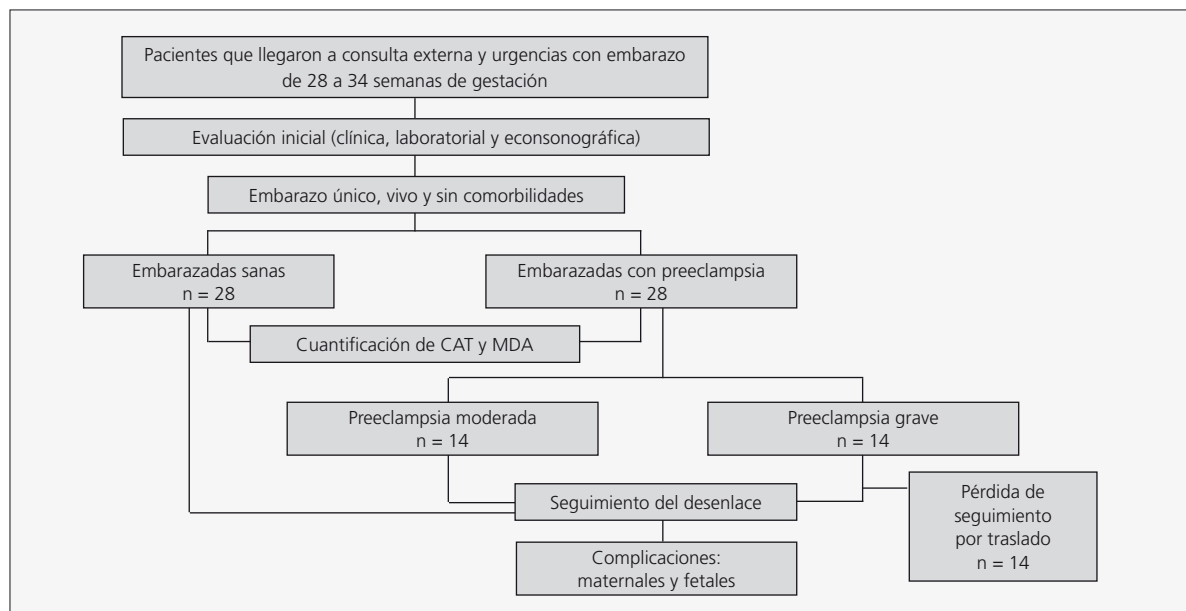 Pacientes que llegaron a consulta externa y urgencias con embarazo
de 28 a 34 semanas de gestación
Evaluación inicial (clínica, laboratorial y econsonográfica)
Embarazo único, vivo y sin comorbilidades
Embarazadas sanas
n = 28
Embarazadas con preeclampsia
n = 28
Cuantificación de CAT y MDA
Preeclampsia moderada
n = 14
Preeclampsia grave
n = 14
Seguimiento del desenlace
Pérdida de
seguimiento
por traslado
n = 14
Complicaciones:
maternales y fetales